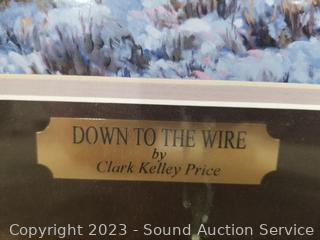 DOWN TO THE WIRE
by
Clark Kelley Price
Copyright 2023 - Sound Auction Service